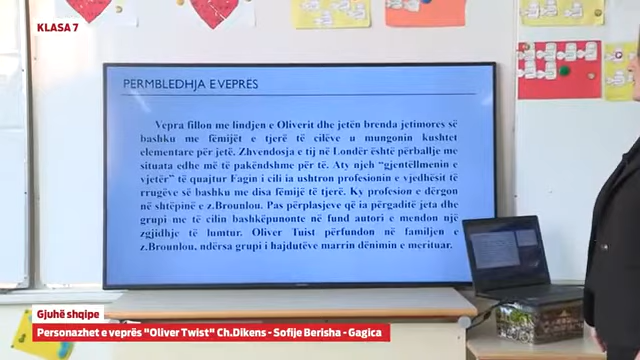 KLASA 7
PERMBLEDHJA E VEPRËS
Vepra fillon me lindjen e Oliverit dhe jetën brenda jetimores së
bashku me fëmijët e tjerë të cilëve u mungonin kushtet
elementare për jetë. Zhvendosja e tij në Londër është përballje me
situata edhe më të pakëndshme për të. Aty njeh “gjentëllmenin e
vjetër” të quajtur Fagin i cili ia ushtron profesionin e vjedhësit të
rrugëve së bashku me disa fëmijë të tjerë. Ky profesion e dërgon
në shtëpinë e z.Brounlou. Pas përplasjeve që ia përgaditë jeta dhe
grupi me të cilin bashkëpunonte në fund autori e mendon një
zgjidhje të lumtur. Oliver Tuist përfundon në familjen e
z.Brounlou, ndërsa grupi i hajdutëve marrin dënimin e merituar.
Gjuhë shqipe
Personazhet e veprës "Oliver Twist" Ch.Dikens - Sofije Berisha - Gagica